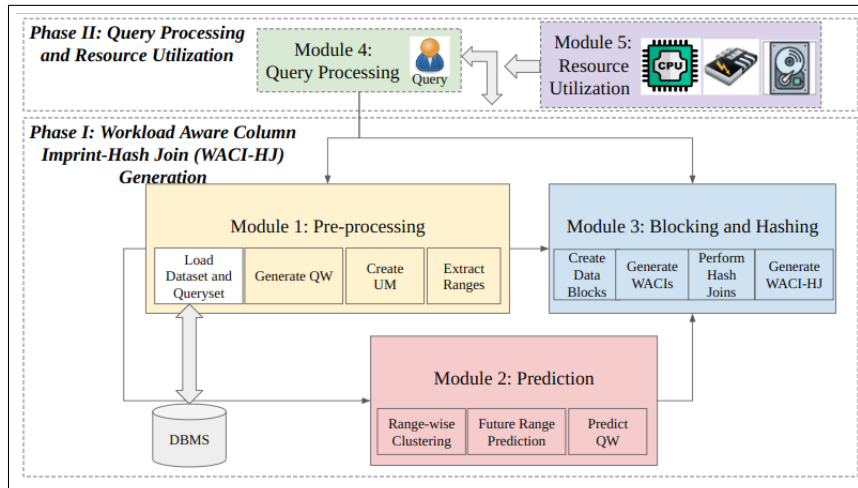 Phase II: Query Processing
and Resource Utilization
Module 4:
Query Processing
Query
Module 5:
Resource
Utilization
CPU
Phase I: Workload Aware Column
Imprint-Hash Join (WACI-HJ)
Generation
Module 1: Pre-processing
Load
Dataset and
Queryset
Generate QW
Create
UM
Extract
Ranges
Module 3: Blocking and Hashing
Create
Data
Blocks
Generate
WACIs
Perform
Hash
Joins
Generate
WACI-HJ
Module 2: Prediction
Range-wise
Clustering
Future Range
Prediction
Predict
QW
DBMS